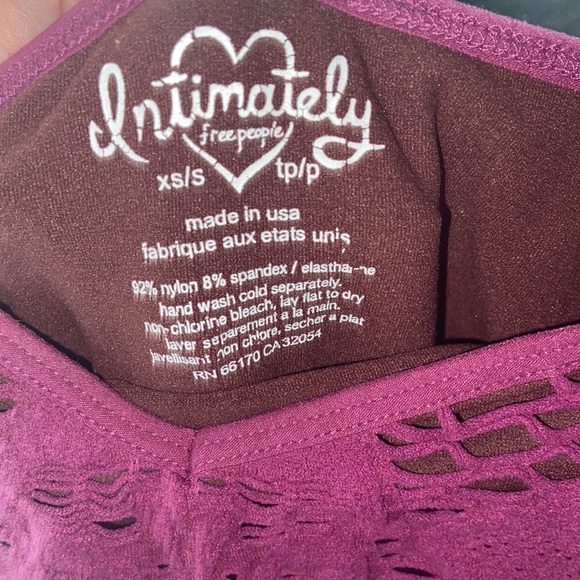 Intimately
free people
xs/s tp/p
made in usa
fabrique aux etats unis
92% nylon 8% spandex / elasthanne
hand wash cold separately.
non-chlorine bleach, lay flat to dry
laver separement a la main.
javellisant non chlore, secher a plat
RN 66170 CA 32054